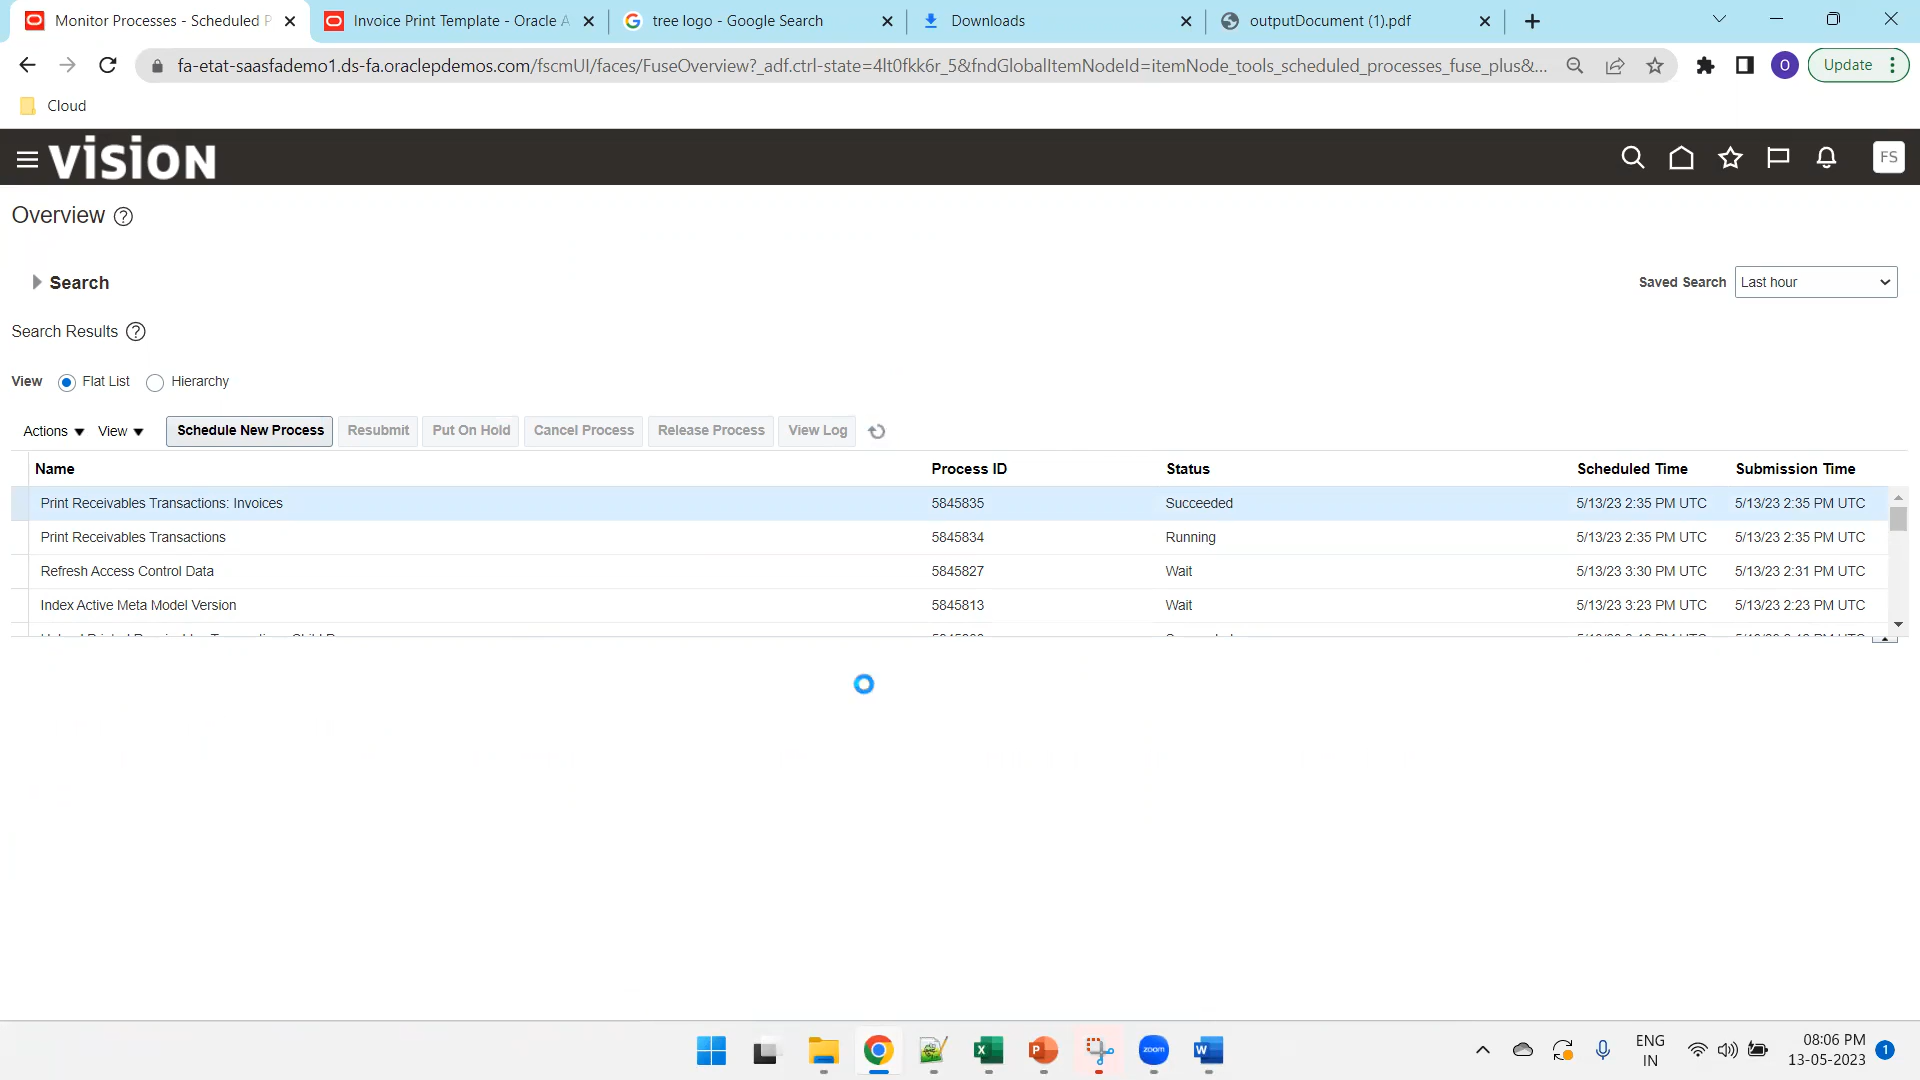 Monitor Processes - Scheduled P
Invoice Print Template - Oracle A
tree logo - Google Search
Downloads
outputDocument (1).pdf
fa-etat-saasfademo1.ds-fa.oraclepdemos.com/fscmUI/faces/FuseOverview?_adf.ctrl-state=4lt0fkk6r_5&fndGlobalItemNodeId=itemNode_tools_scheduled_processes_fuse_plus&...
O
Update
Cloud
VISION
FS
Overview
Search
Saved Search Last hour
Search Results
View Flat List Hierarchy
Actions View Schedule New Process Resubmit Put On Hold Cancel Process Release Process View Log
Name Process ID Status Scheduled Time Submission Time
Print Receivables Transactions: Invoices 5845835 Succeeded 5/13/23 2:35 PM UTC 5/13/23 2:35 PM UTC
Print Receivables Transactions 5845834 Running 5/13/23 2:35 PM UTC 5/13/23 2:35 PM UTC
Refresh Access Control Data 5845827 Wait 5/13/23 3:30 PM UTC 5/13/23 2:31 PM UTC
Index Active Meta Model Version 5845813 Wait 5/13/23 3:23 PM UTC 5/13/23 2:23 PM UTC
zoom
ENG
IN
08:06 PM
13-05-2023
1